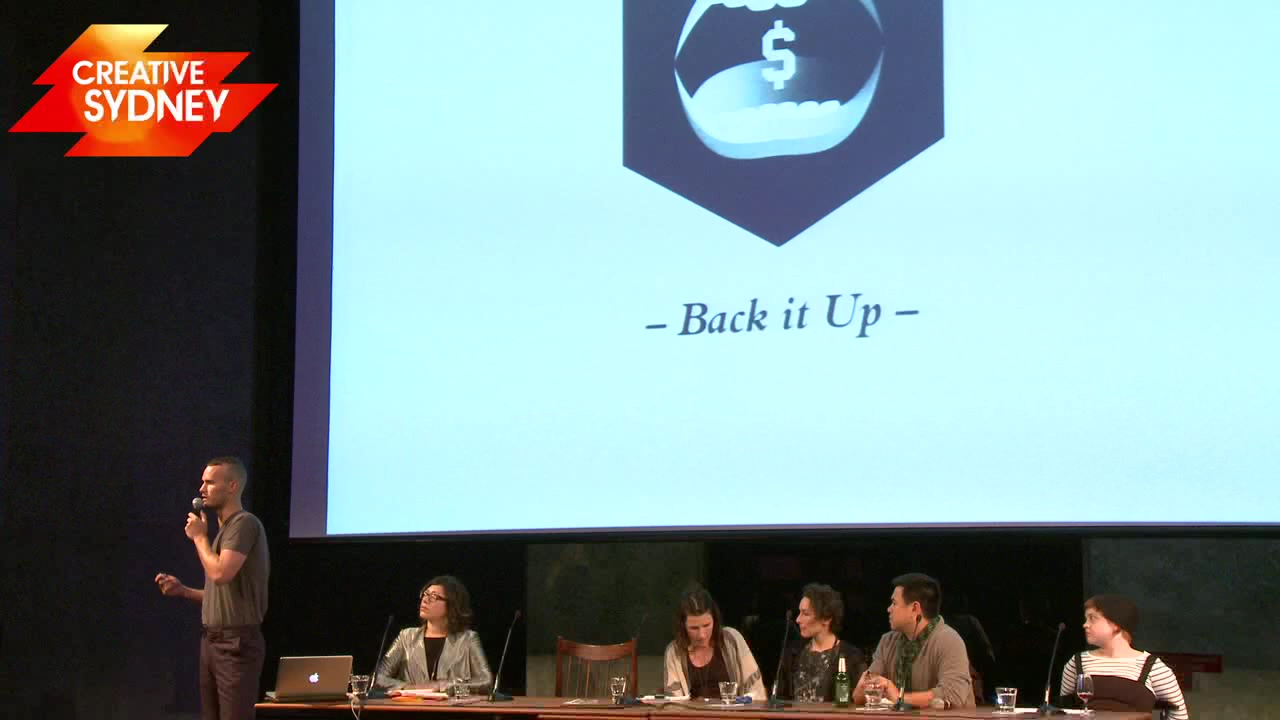 CREATIVE
SYDNEY
$
– Back it Up –